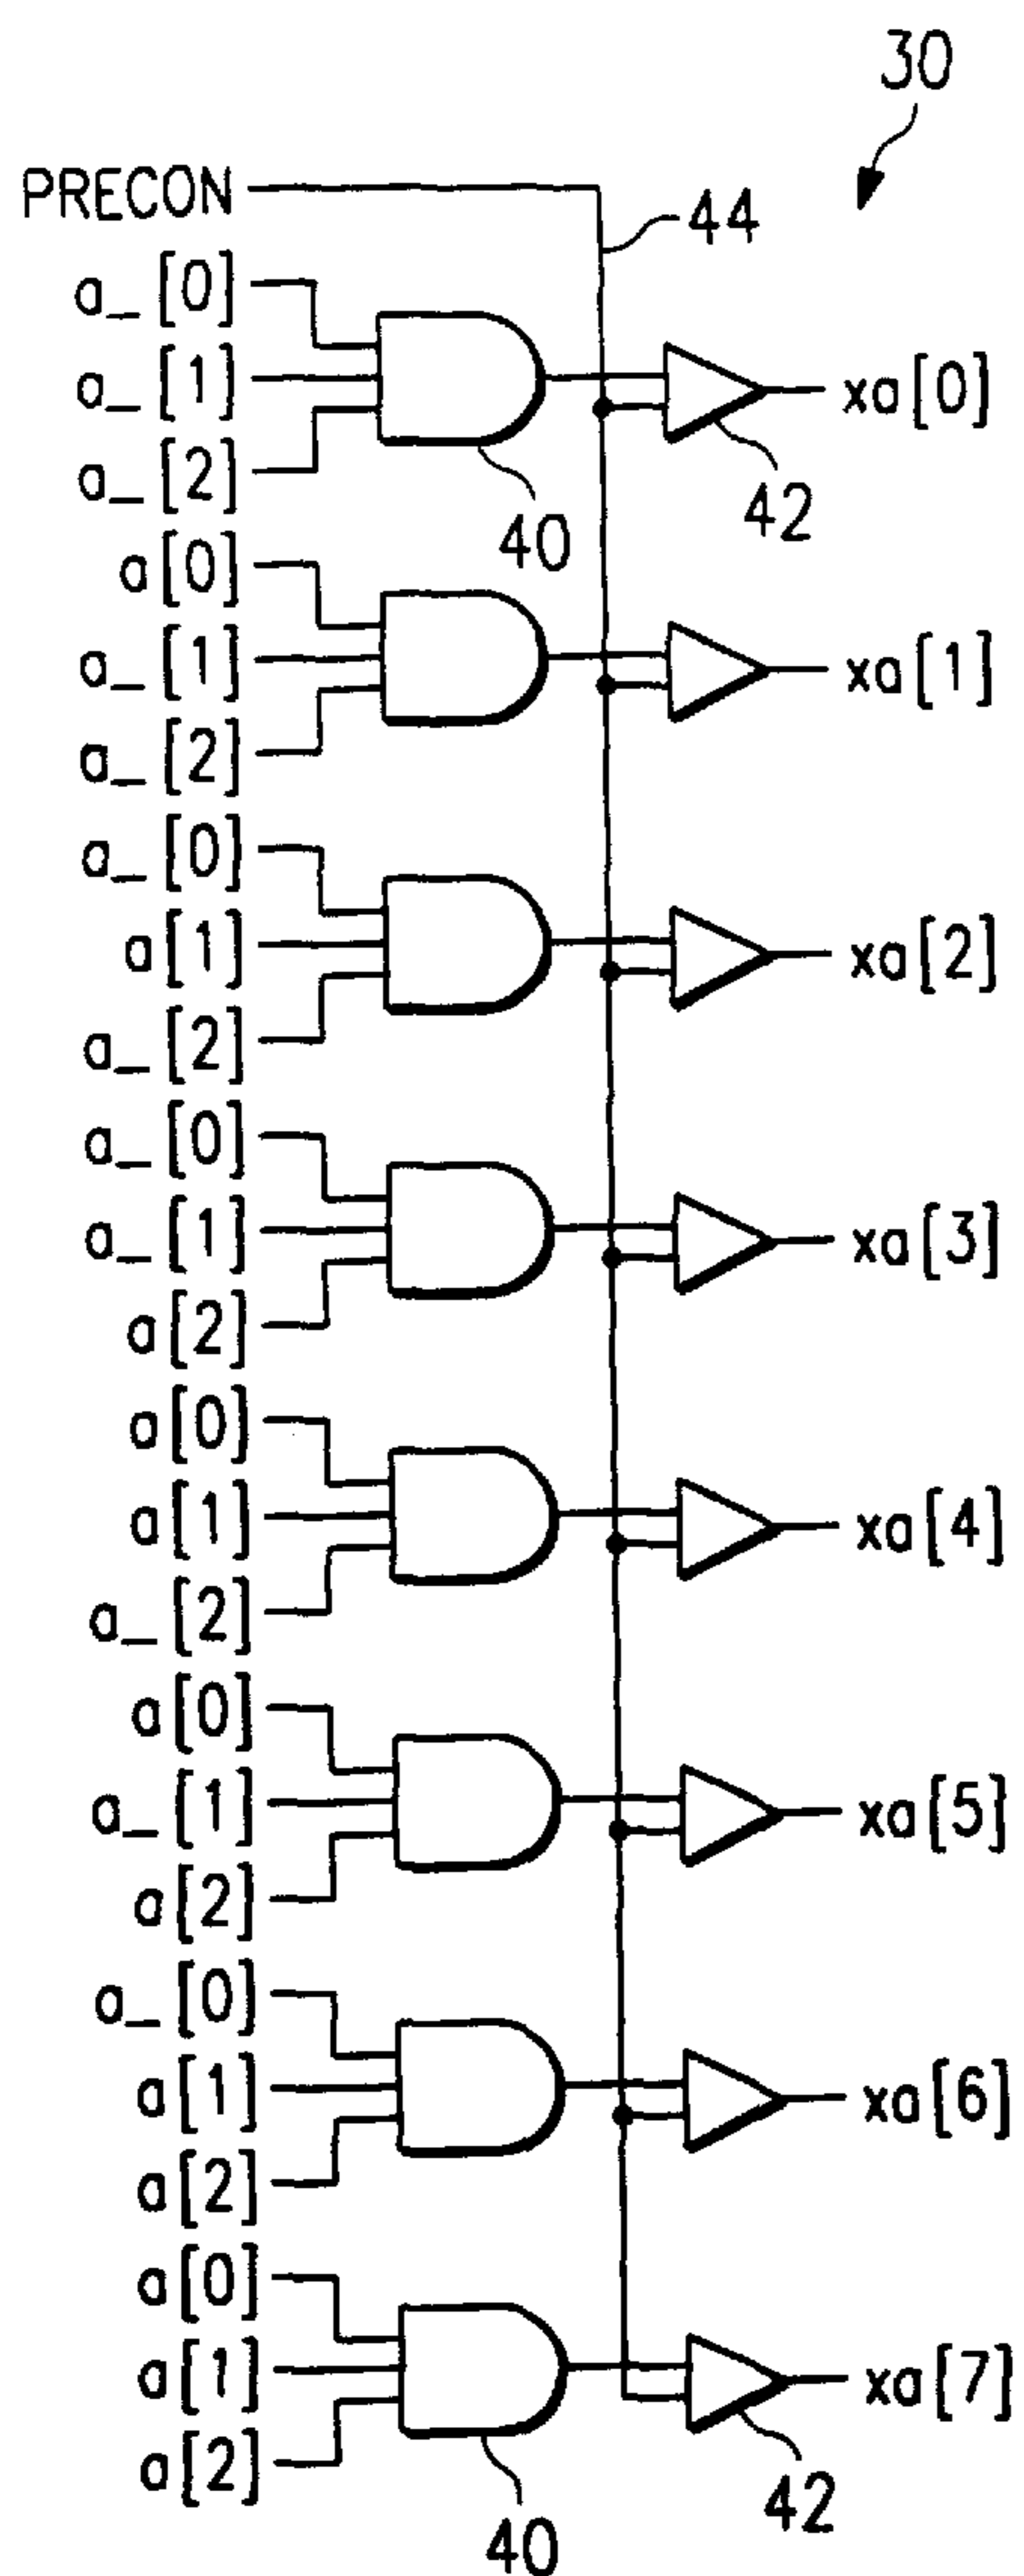 30
PRECON
44
a_[0]
a_[1]
xa[0]
a_[2]
42
40
a[0]
a_[1]
xa[1]
a_[2]
a_[0]
a[1]
xa[2]
a_[2]
a_[0]
a_[1]
xa[3]
a[2]
a[0]
a[1]
xa[4]
a_[2]
a[0]
a_[1]
xa[5]
a[2]
a_[0]
a[1]
xa[6]
a[2]
a[0]
a[1]
xa[7]
a[2]
42
40